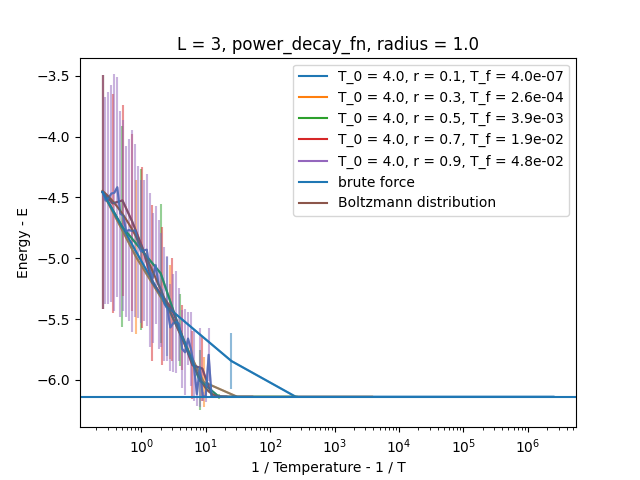 L = 3, power_decay_fn, radius = 1.0
T_0 = 4.0, r = 0.1, T_f = 4.0e-07
T_0 = 4.0, r = 0.3, T_f = 2.6e-04
T_0 = 4.0, r = 0.5, T_f = 3.9e-03
T_0 = 4.0, r = 0.7, T_f = 1.9e-02
T_0 = 4.0, r = 0.9, T_f = 4.8e-02
brute force
Boltzmann distribution
Energy - E
−3.5
−4.0
−4.5
−5.0
−5.5
−6.0
10⁰ 10¹ 10² 10³ 10⁴ 10⁵ 10⁶
1 / Temperature - 1 / T